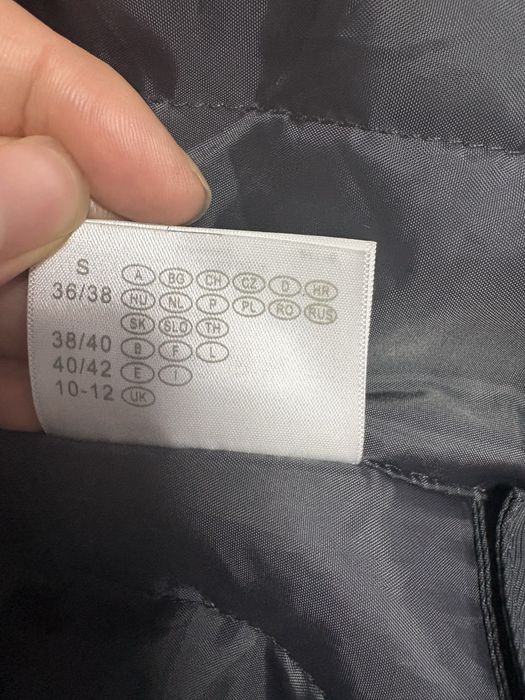 S
36/38 A BG CH CZ D HR
HU NL P PL RO RUS
SK SLO TH
38/40 B F L
40/42 E I
10-12 UK